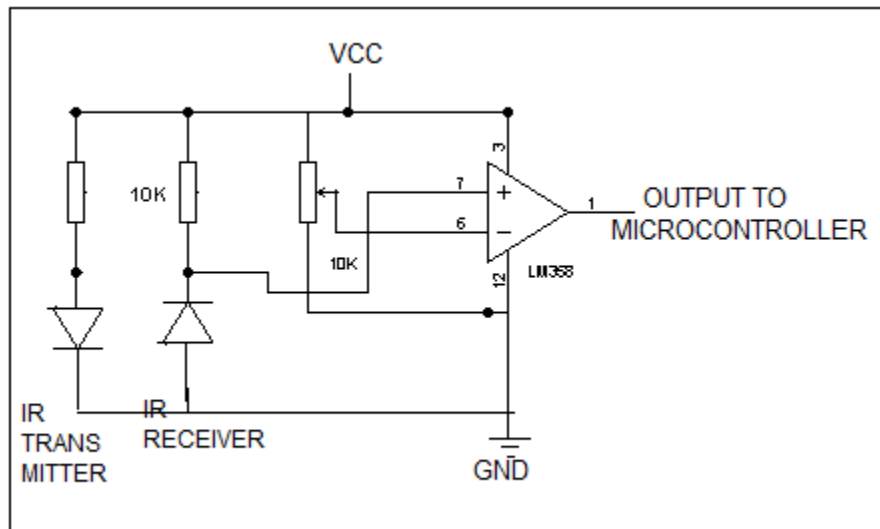 VCC
3
10K
7
+
OUTPUT TO
1
MICROCONTROLLER
6
−
10K
LM358
12
IR
TRANS
MITTER
IR
RECEIVER
GND